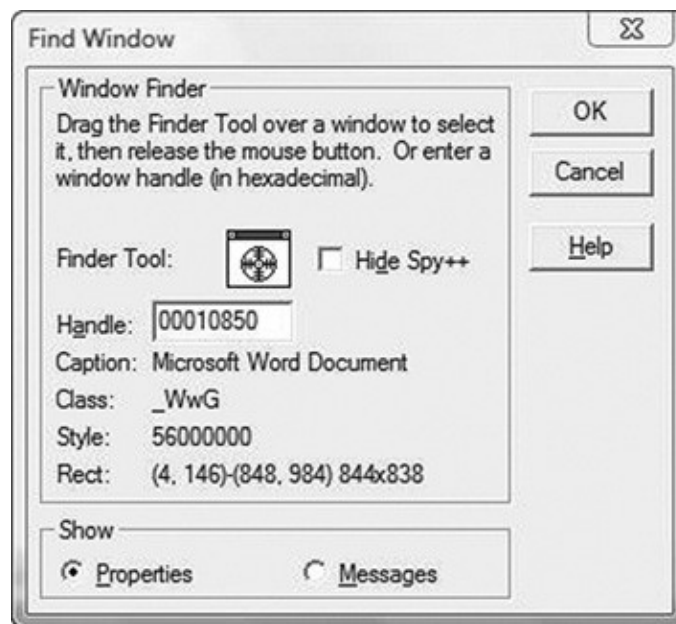 Find Window
Window Finder
Drag the Finder Tool over a window to select
it, then release the mouse button. Or enter a
window handle (in hexadecimal).
Finder Tool:
Hide Spy++
Handle: 00010850
Caption: Microsoft Word Document
Class: _WwG
Style: 56000000
Rect: (4, 146)-(848, 984) 844x838
Show
Properties
Messages
OK
Cancel
Help